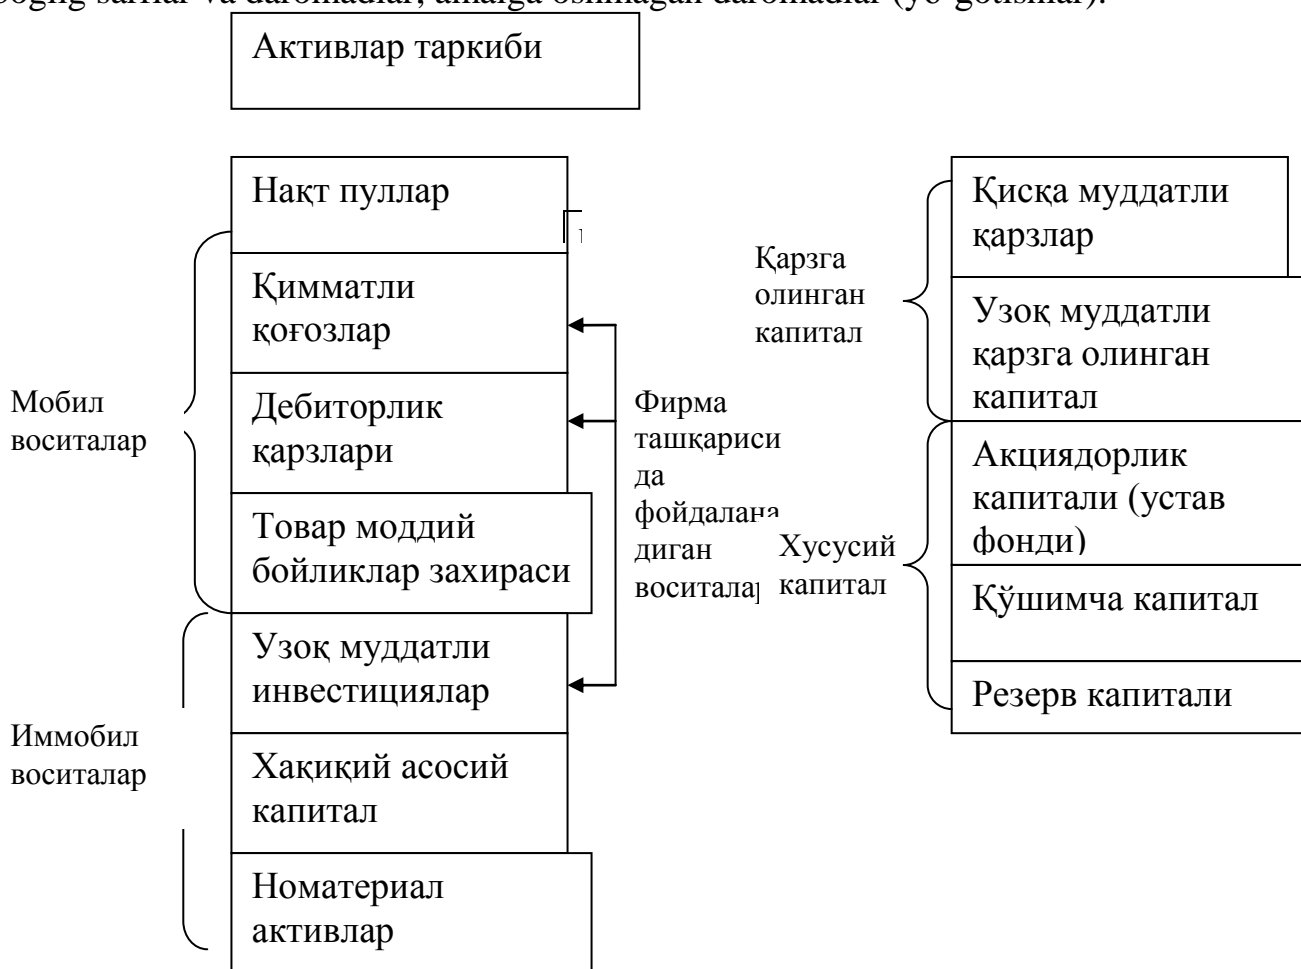 Активлар таркиби
Нақт пуллар
Қимматли
қоғозлар
Дебиторлик
қарзлари
Товар моддий
бойликлар захираси
Узоқ муддатли
инвестициялар
Хақиқий асосий
капитал
Номатериал
активлар
Мобил
воситалар
Иммобил
воситалар
Фирма
ташқариси
да
фойдалана
диган
Қарзга
олинган
капитал
Хусусий
капитал
Қисқа муддатли
қарзлар
Узоқ муддатли
қарзга олинган
капитал
Акциядорлик
капитали (устав
фонди)
Қўшимча капитал
Резерв капитали